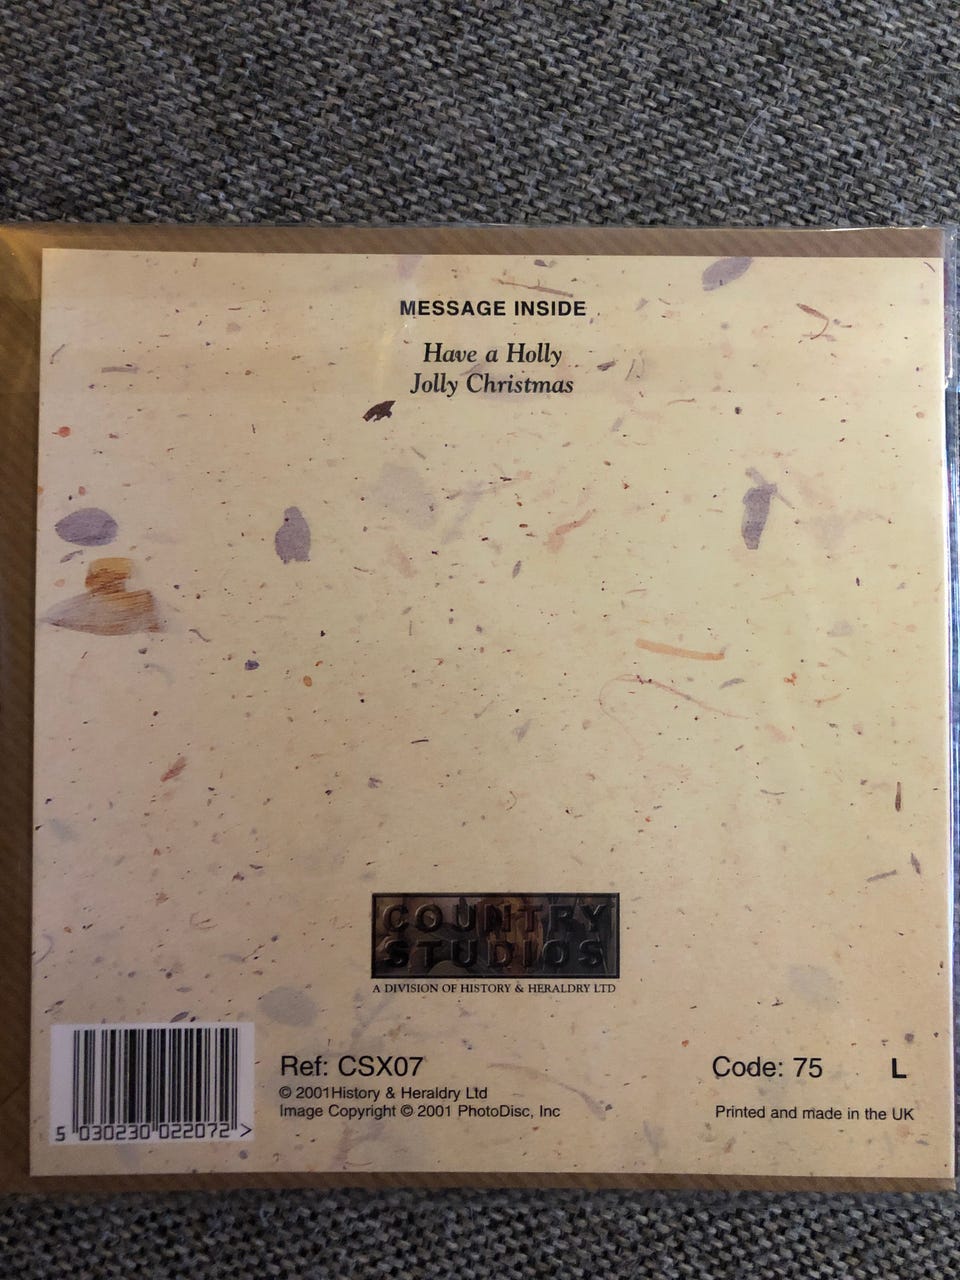 MESSAGE INSIDE
Have a Holly
Jolly Christmas
COUNTRY
STUDIOS
A DIVISION OF HISTORY & HERALDRY LTD
Ref: CSX07
© 2001History & Heraldry Ltd
Image Copyright © 2001 PhotoDisc, Inc
Code: 75 L
Printed and made in the UK
5 030230 022072 >